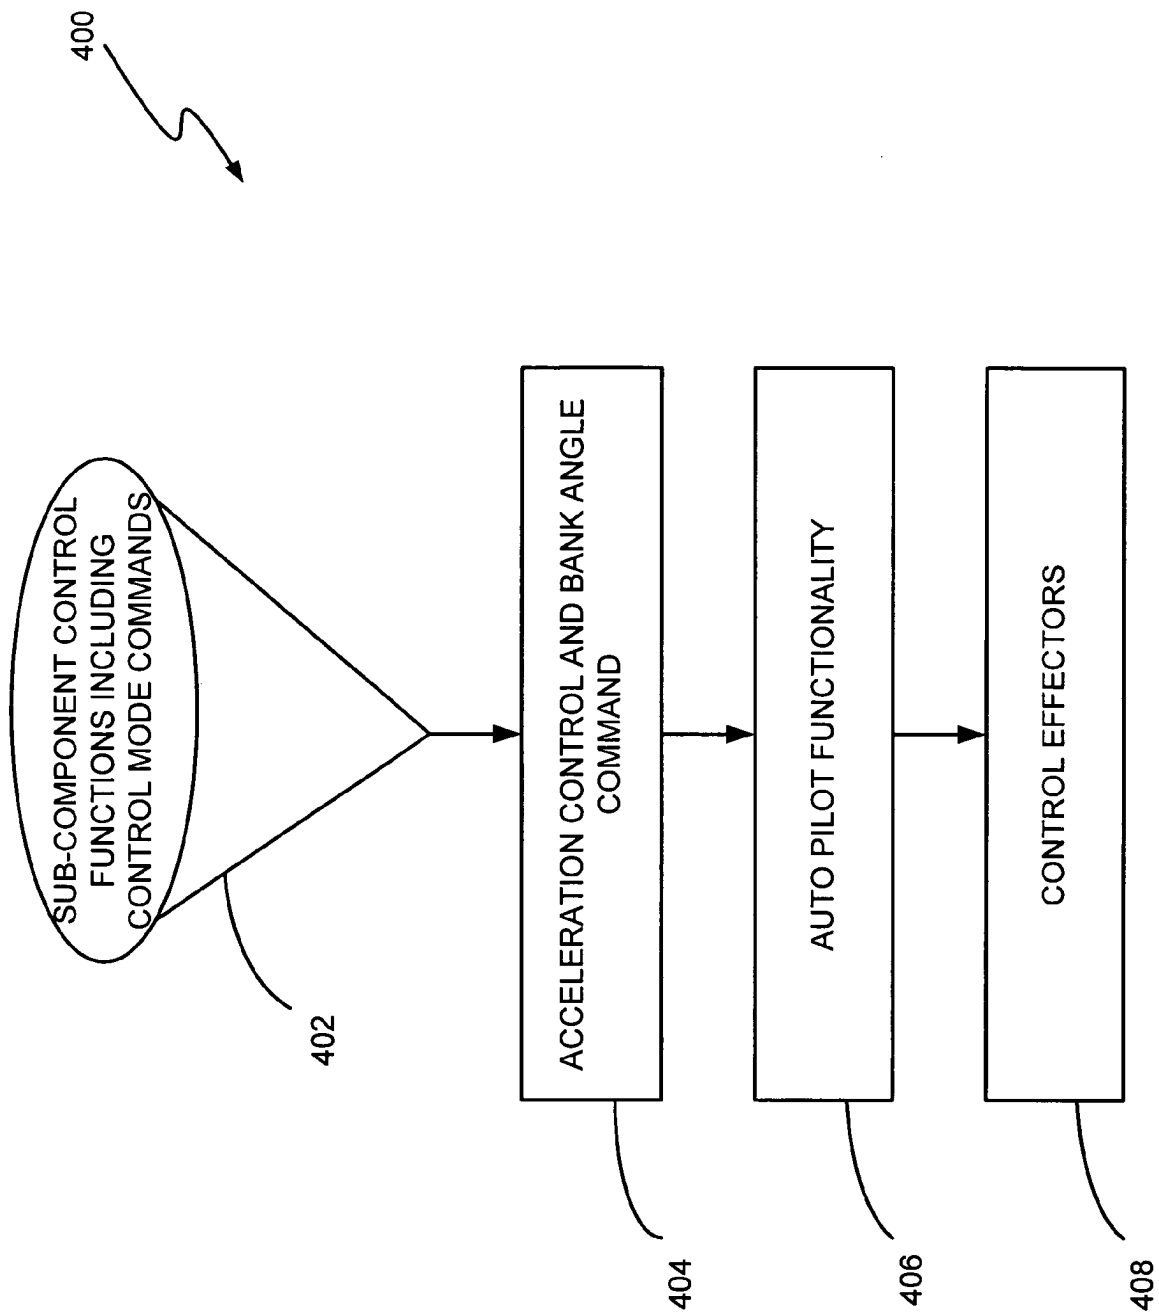 400
SUB-COMPONENT CONTROL
FUNCTIONS INCLUDING
CONTROL MODE COMMANDS
402
ACCELERATION CONTROL AND BANK ANGLE
COMMAND
404
AUTO PILOT FUNCTIONALITY
406
CONTROL EFFECTORS
408